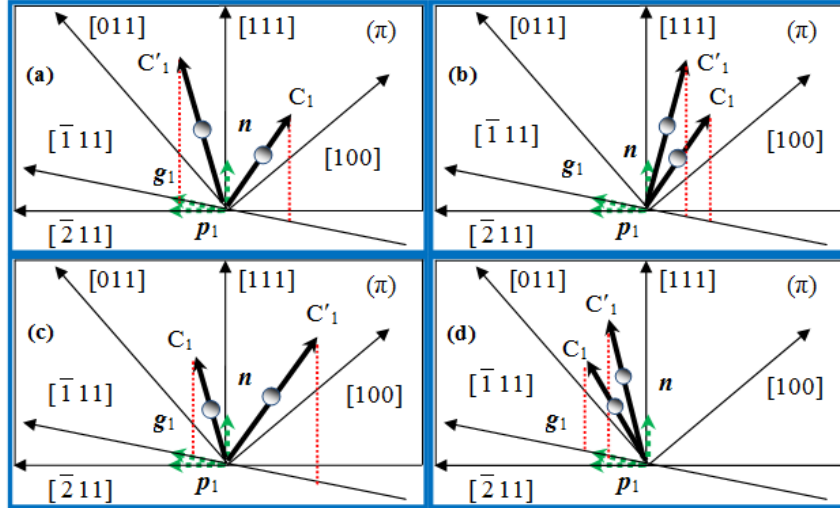 [011] [111] (π)
(a) C′₁ C₁
n
[1̅ 11] [100]
g₁
p₁
[2̅ 11]
[011] [111] (π)
(b) C′₁
C₁
[1̅ 11] n
g₁ [100]
p₁
[2̅ 11]
[011] [111] (π)
(c) C₁ C′₁
n
[1̅ 11] [100]
g₁
p₁
[2̅ 11]
[011] [111] (π)
(d) C′₁
C₁
n
[1̅ 11] [100]
g₁
p₁
[2̅ 11]